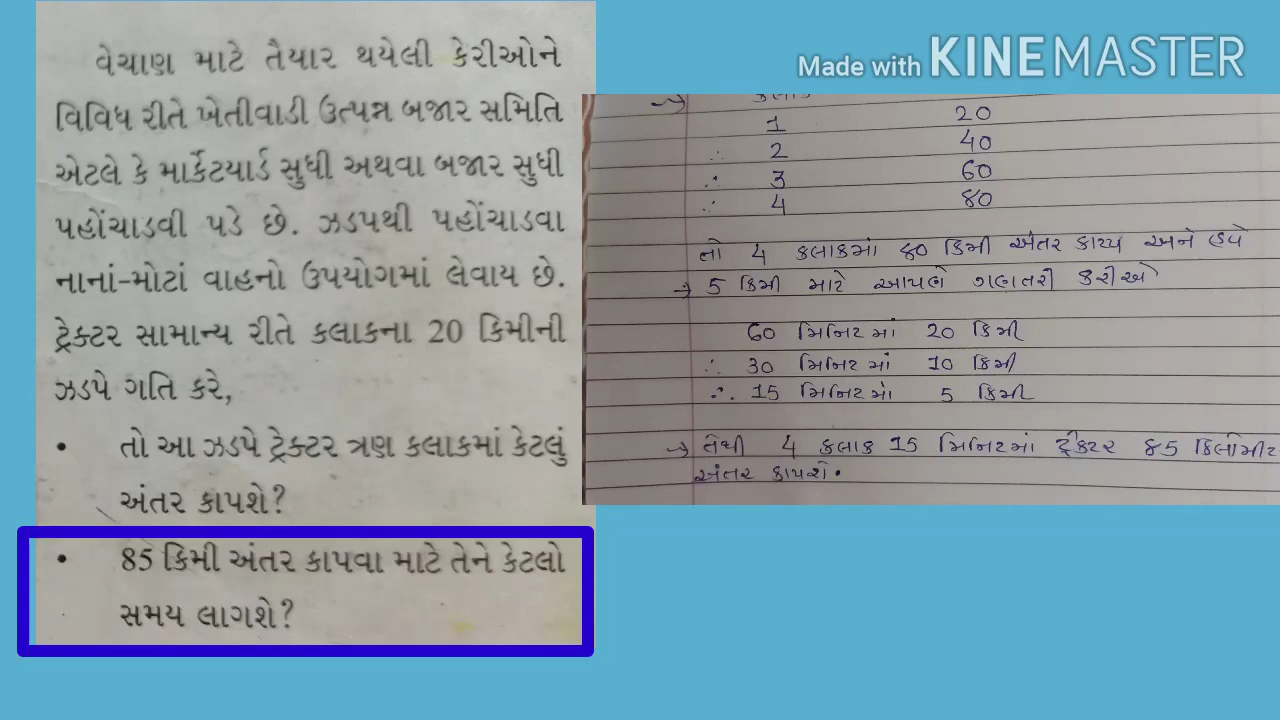 વેચાણ માટે તૈયાર થયેલી કેરીઓને
વિવિધ રીતે ખેતીવાડી ઉત્પન્ન બજાર સમિતિ
એટલે કે માર્કેટયાર્ડ સુધી અથવા બજાર સુધી
પહોંચાડવી પડે છે. ઝડપથી પહોંચાડવા
નાનાં-મોટાં વાહનો ઉપયોગમાં લેવાય છે.
ટ્રેક્ટર સામાન્ય રીતે કલાકના 20 કિમીની
ઝડપે ગતિ કરે,
• તો આ ઝડપે ટ્રેક્ટર ત્રણ કલાકમાં કેટલું
અંતર કાપશે?
• 85 કિમી અંતર કાપવા માટે તેને કેટલો
સમય લાગશે?
Made with KINEMASTER
1 20
∴ 2 40
∴ 3 60
∴ 4 80
તો 4 કલાકમાં 80 કિમી અંતર કાપ્યુ અને હવે
→ 5 કિમી માટે આપણે ગણતરી કરીએ
60 મિનિટમાં 20 કિમી
∴ 30 મિનિટમાં 10 કિમી
∴ 15 મિનિટમાં 5 કિમી
→ તેથી 4 કલાક 15 મિનિટમાં ટ્રેક્ટર 85 કિલોમીટ
અંતર કાપશે.